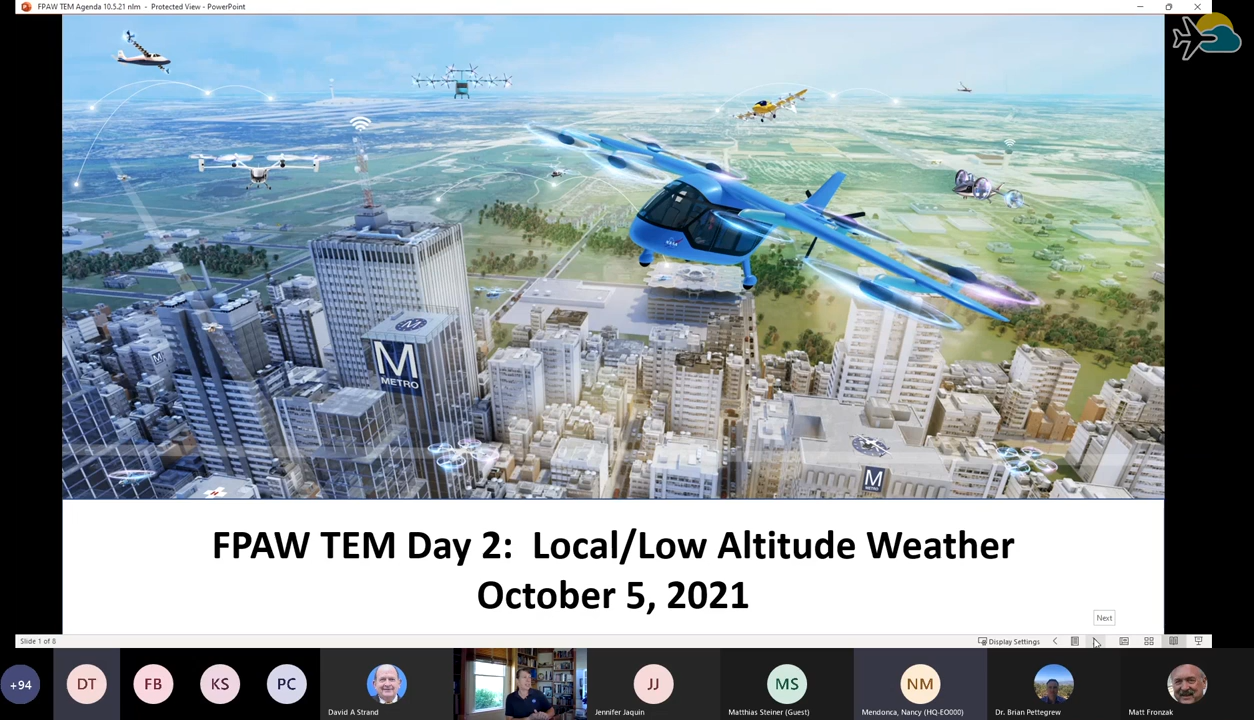 FPAW TEM Agenda 10.5.21 nlm - Protected View - PowerPoint
NASA
M
METRO
M
METRO
FPAW TEM Day 2: Local/Low Altitude Weather
October 5, 2021
Next
Slide 1 of 8
Display Settings
+94
DT
FB
KS
PC
JJ
MS
NM
David A Strand
Jennifer Jaquin
Matthias Steiner (Guest)
Mendonca, Nancy (HQ-EO000)
Dr. Brian Pettegrew
Matt Fronzak